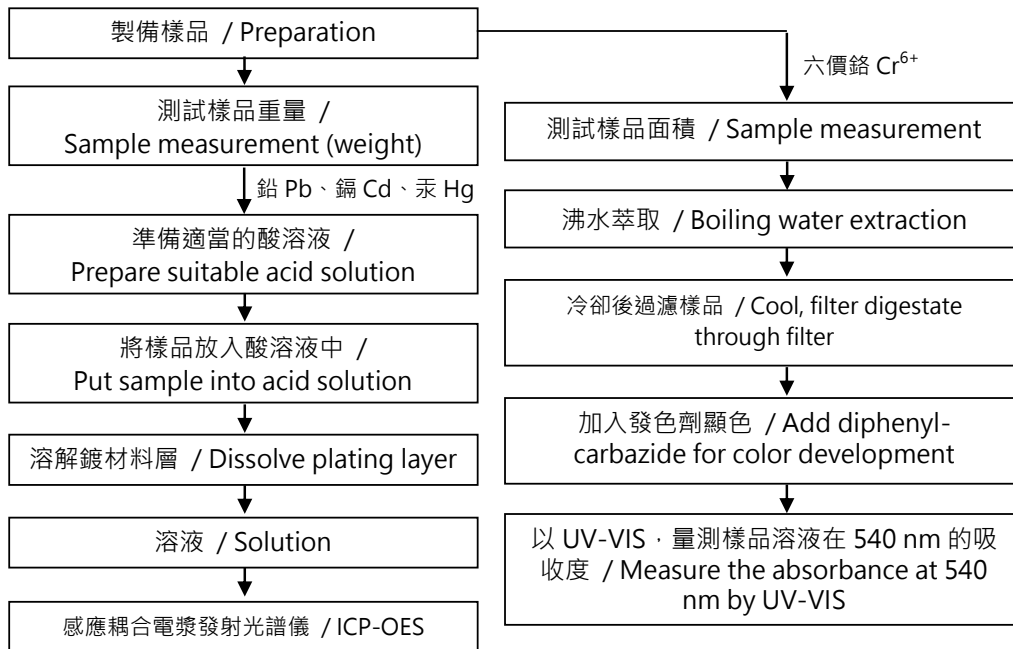 製備樣品 / Preparation
六價鉻 Cr⁶⁺
測試樣品重量 /
Sample measurement (weight)
鉛 Pb、鎘 Cd、汞 Hg
準備適當的酸溶液 /
Prepare suitable acid solution
將樣品放入酸溶液中 /
Put sample into acid solution
溶解鍍材料層 / Dissolve plating layer
溶液 / Solution
感應耦合電漿發射光譜儀 / ICP-OES
測試樣品面積 / Sample measurement
沸水萃取 / Boiling water extraction
冷卻後過濾樣品 / Cool, filter digestate
through filter
加入發色劑顯色 / Add diphenyl-
carbazide for color development
以 UV-VIS，量測樣品溶液在 540 nm 的吸
收度 / Measure the absorbance at 540
nm by UV-VIS